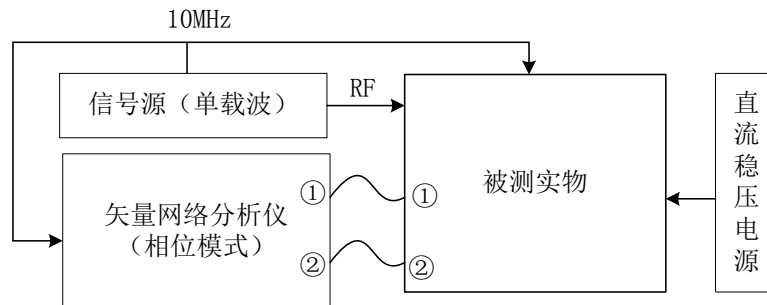 10MHz
信号源（单载波）
RF
矢量网络分析仪
（相位模式）
①
②
①
②
被测实物
直流稳压电源